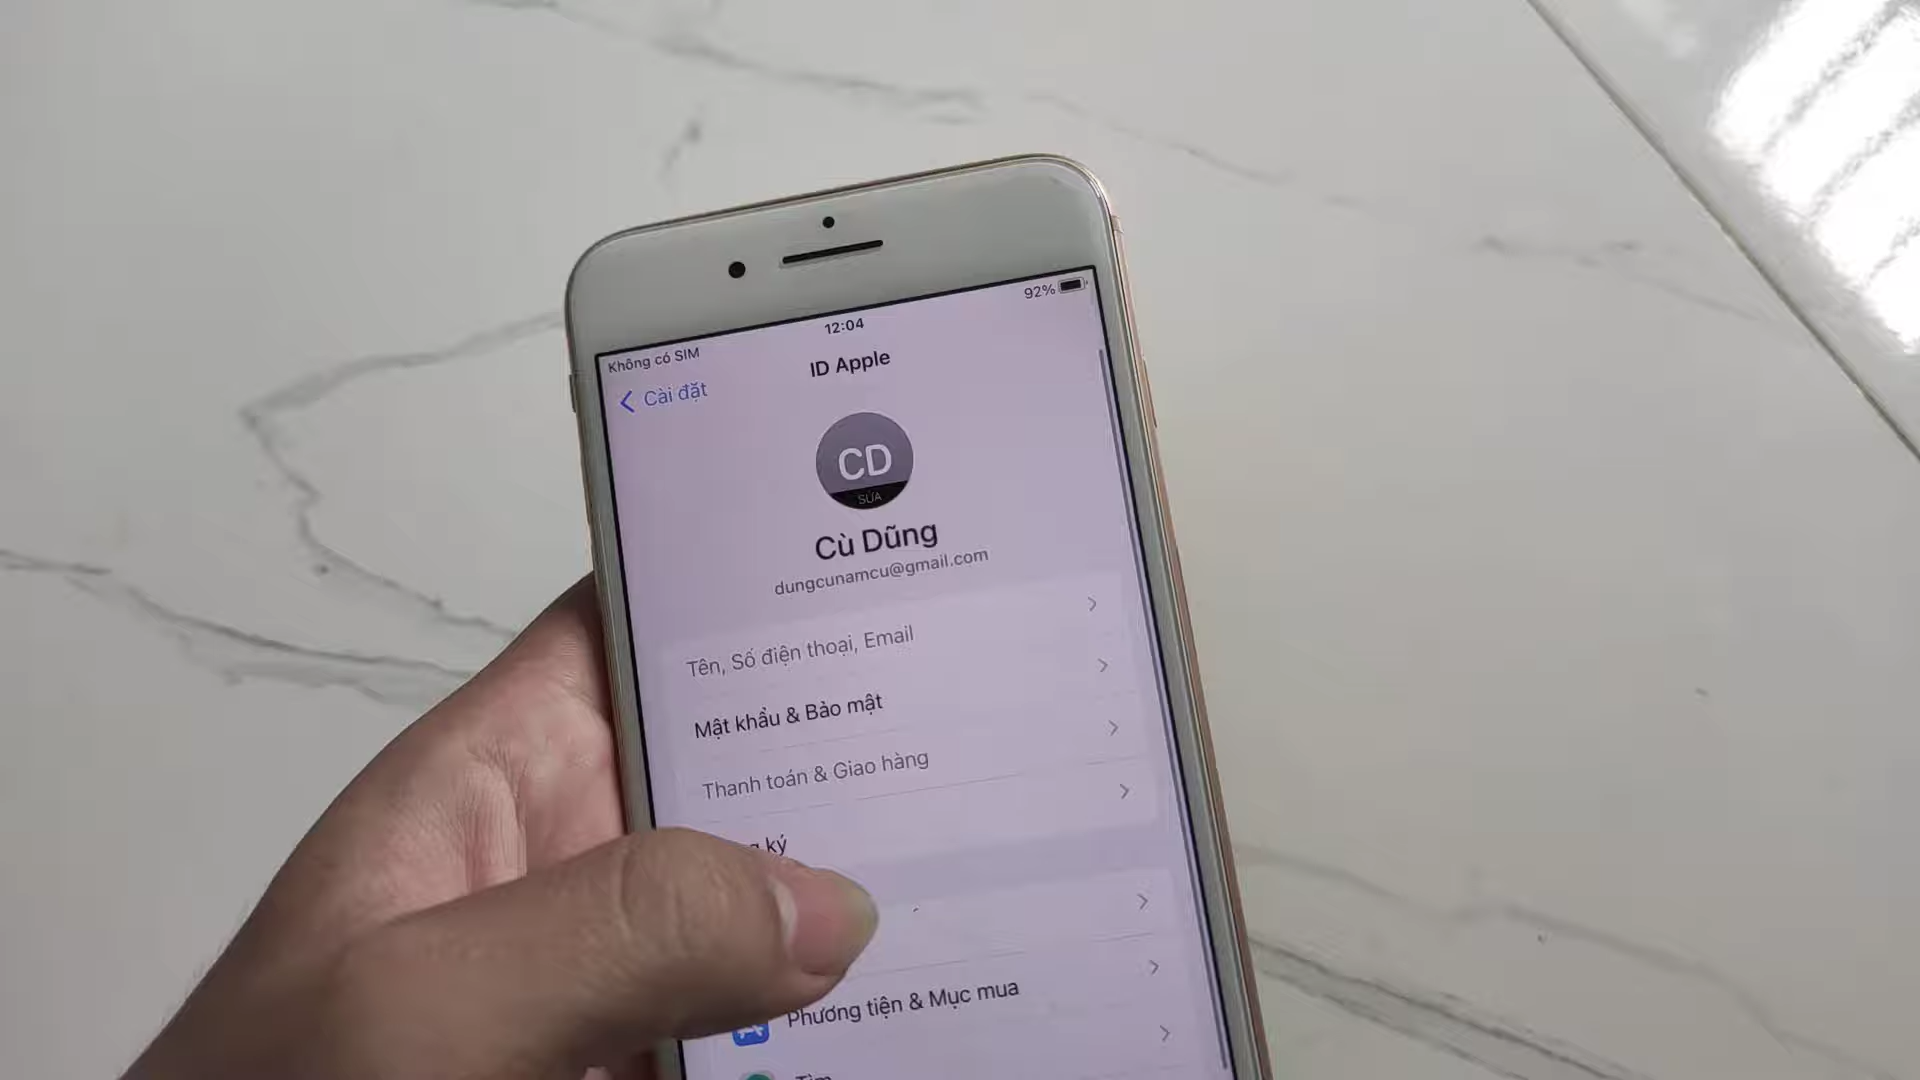 92%
12:04
Không có SIM
ID Apple
Cài đặt
CD
SỬA
Cù Dũng
dungcunamcu@gmail.com
Tên, Số điện thoại, Email
Mật khẩu & Bảo mật
Thanh toán & Giao hàng
ký
Phương tiện & Mục mua
Tìm